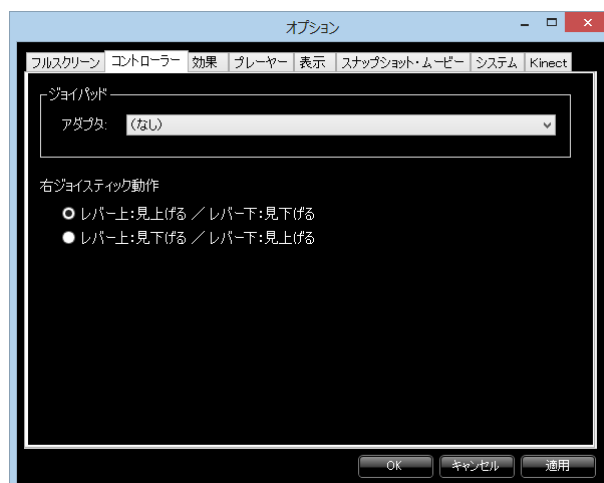 オプション
フルスクリーン コントローラー 効果 プレーヤー 表示 スナップショット・ムービー システム Kinect
ジョイパッド
アダプタ: (なし)
右ジョイスティック動作
レバー上:見上げる ／ レバー下:見下げる
レバー上:見下げる ／ レバー下:見上げる
OK キャンセル 適用